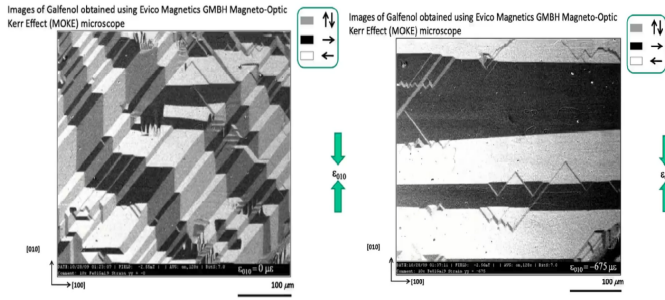 Images of Galfenol obtained using Evico Magnetics GMBH Magneto-Optic
Kerr Effect (MOKE) microscope
[010]
[100]
ε010
ε010 = 0 με
100 μm
Images of Galfenol obtained using Evico Magnetics GMBH Magneto-Optic
Kerr Effect (MOKE) microscope
[010]
[100]
ε010 = −675 με
100 μm